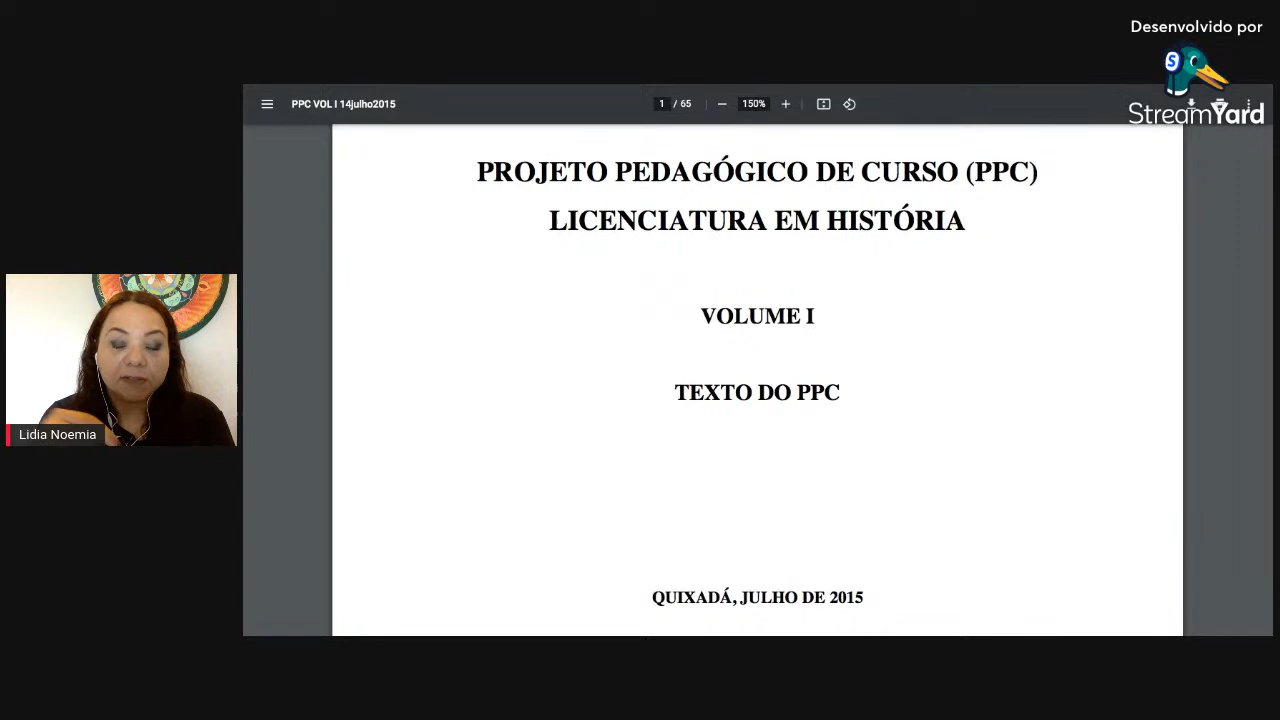 Desenvolvido por
S
StreamYard
PPC VOL I 14julho2015
1 / 65
150%
PROJETO PEDAGÓGICO DE CURSO (PPC)
LICENCIATURA EM HISTÓRIA
VOLUME I
TEXTO DO PPC
QUIXADÁ, JULHO DE 2015
Lidia Noemia